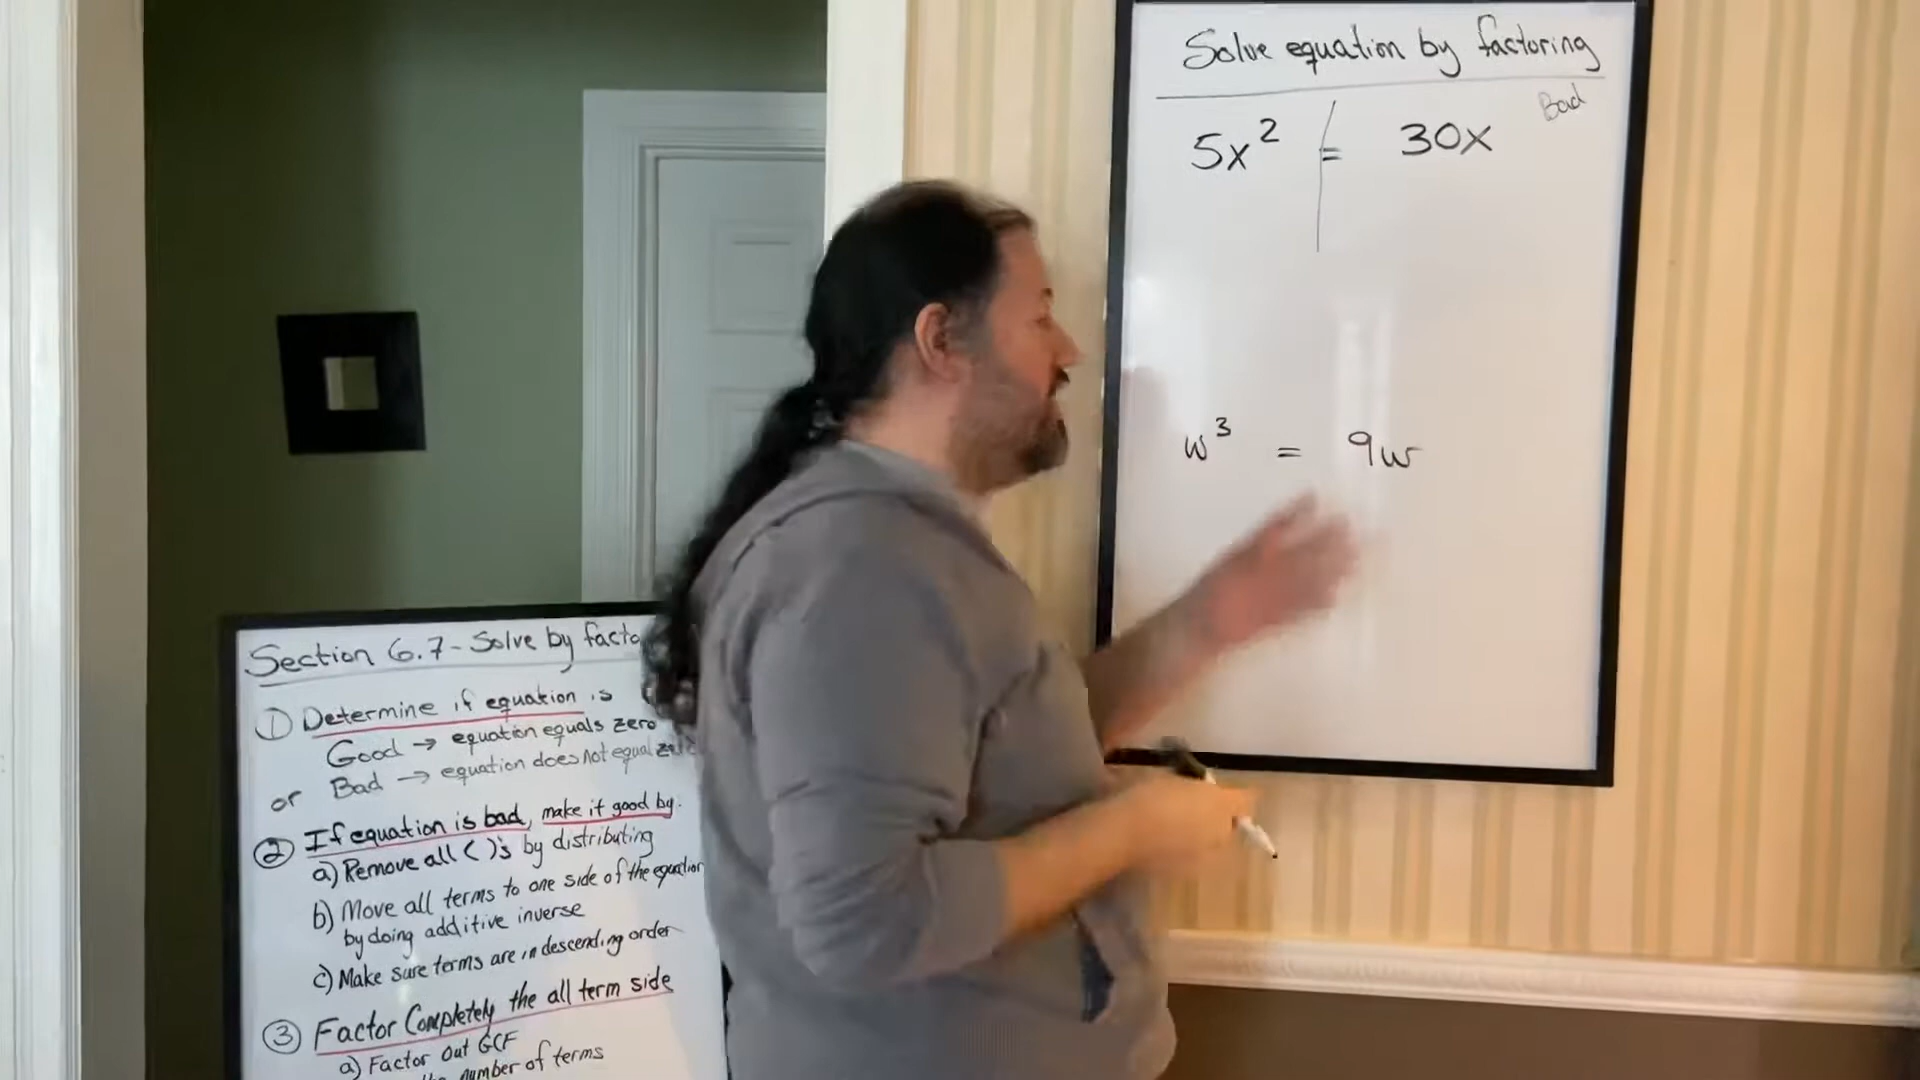 Solve equation by factoring
Bad
5x² = 30x
w³ = 9w
Section 6.7 - Solve by facto
① Determine if equation is
Good → equation equals zero
or Bad → equation does not equal zero
② If equation is bad, make it good by.
a) Remove all ( )'s by distributing
b) Move all terms to one side of the equation
by doing additive inverse
c) Make sure terms are in descending order
③ Factor Completely the all term side
a) Factor Out GCF
number of terms